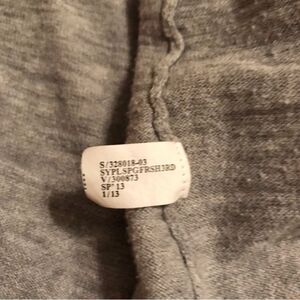 S/328018-03
SYPLSPGFRSH3RD
V/300873
SP'13
1/13